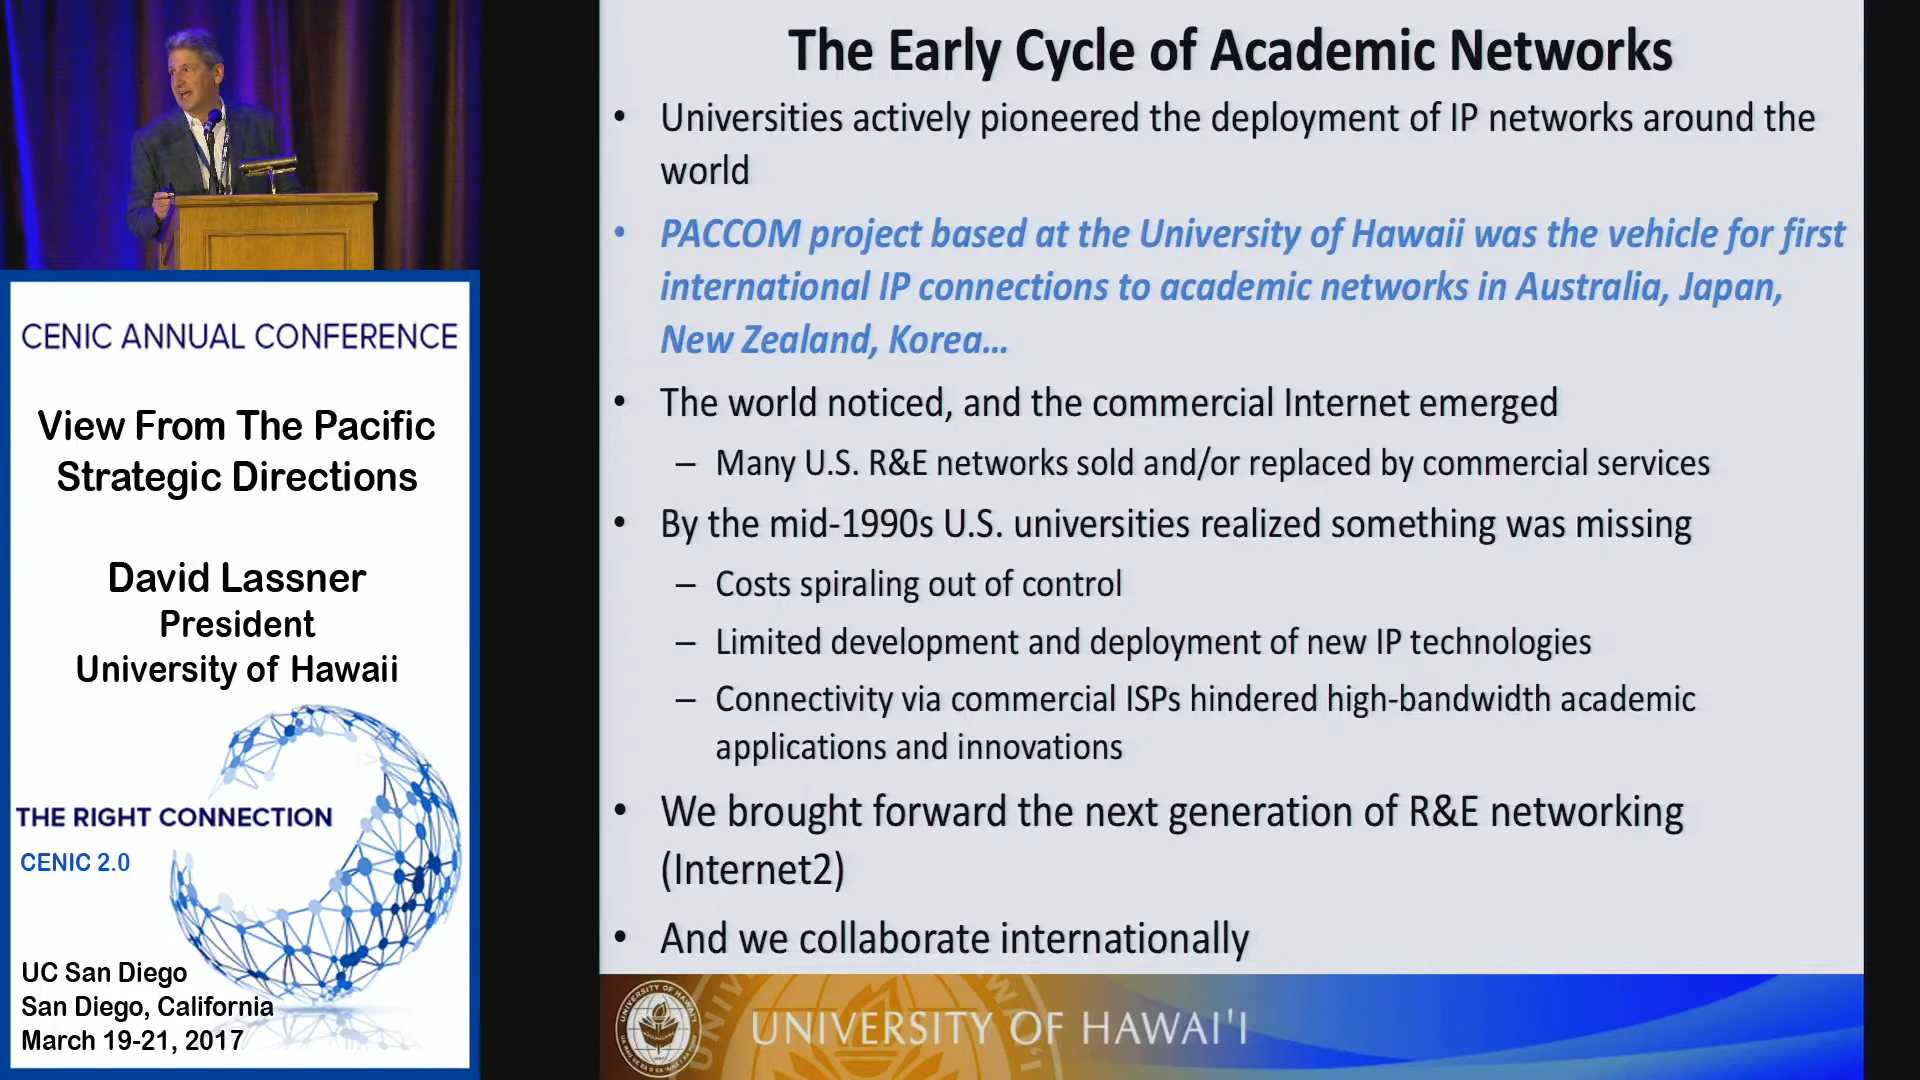 CENIC ANNUAL CONFERENCE
View From The Pacific
Strategic Directions
David Lassner
President
University of Hawaii
THE RIGHT CONNECTION
CENIC 2.0
UC San Diego
San Diego, California
March 19-21, 2017
The Early Cycle of Academic Networks
• Universities actively pioneered the deployment of IP networks around the
world
• PACCOM project based at the University of Hawaii was the vehicle for first
international IP connections to academic networks in Australia, Japan,
New Zealand, Korea...
• The world noticed, and the commercial Internet emerged
– Many U.S. R&E networks sold and/or replaced by commercial services
• By the mid-1990s U.S. universities realized something was missing
– Costs spiraling out of control
– Limited development and deployment of new IP technologies
– Connectivity via commercial ISPs hindered high-bandwidth academic
applications and innovations
• We brought forward the next generation of R&E networking
(Internet2)
• And we collaborate internationally
UNIVERSITY OF HAWAI'I
UNIVERSITY OF HAWAI'I